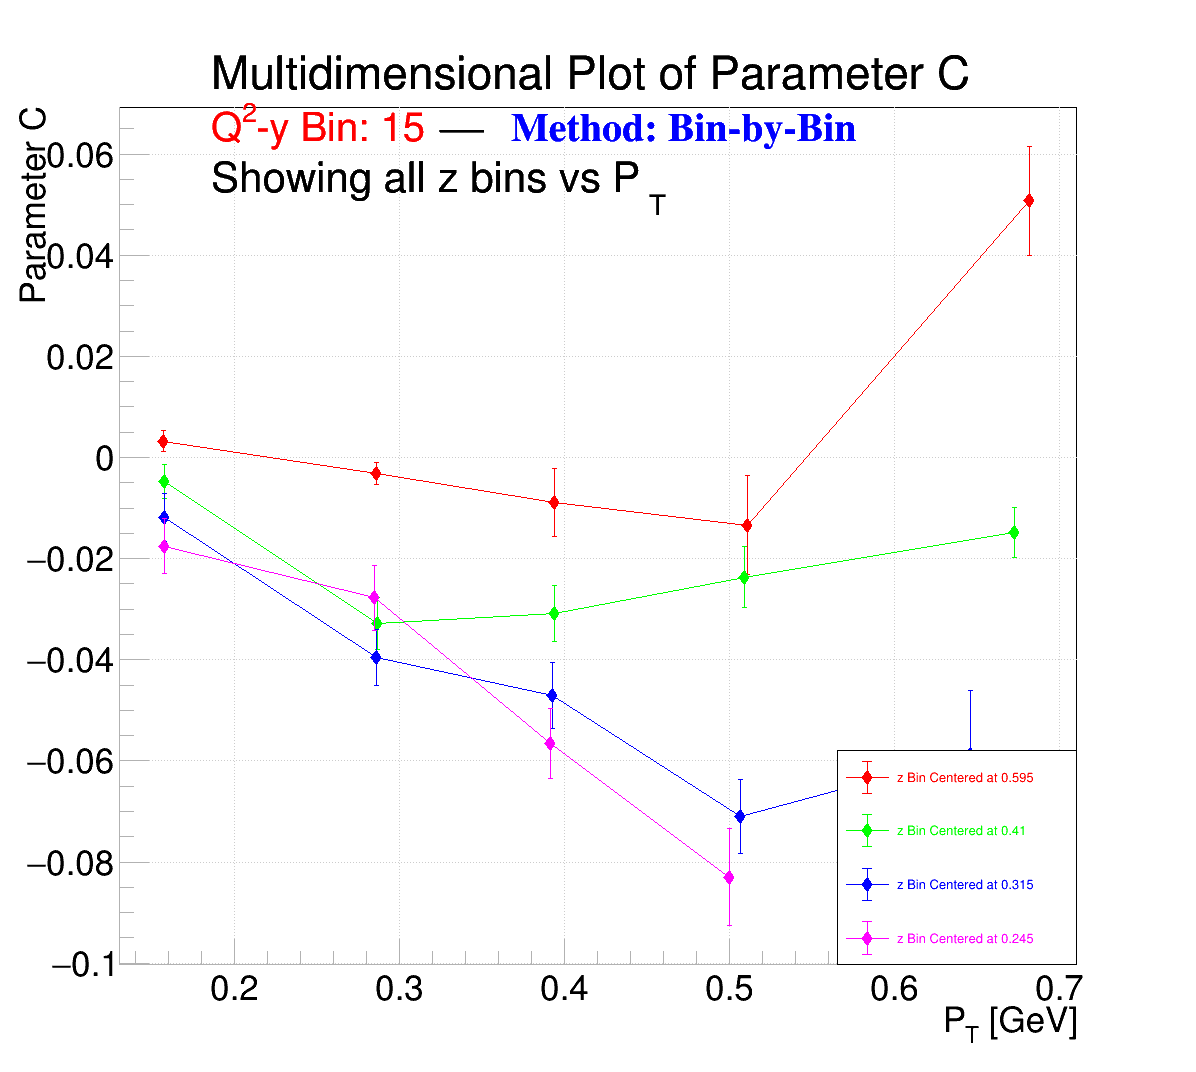 Multidimensional Plot of Parameter C
Q²-y Bin: 15 — Method: Bin-by-Bin
Showing all z bins vs P_T
Parameter C
0.06
0.04
0.02
0
−0.02
−0.04
−0.06
−0.08
−0.1
z Bin Centered at 0.595
z Bin Centered at 0.41
z Bin Centered at 0.315
z Bin Centered at 0.245
0.2 0.3 0.4 0.5 0.6 0.7
P_T [GeV]